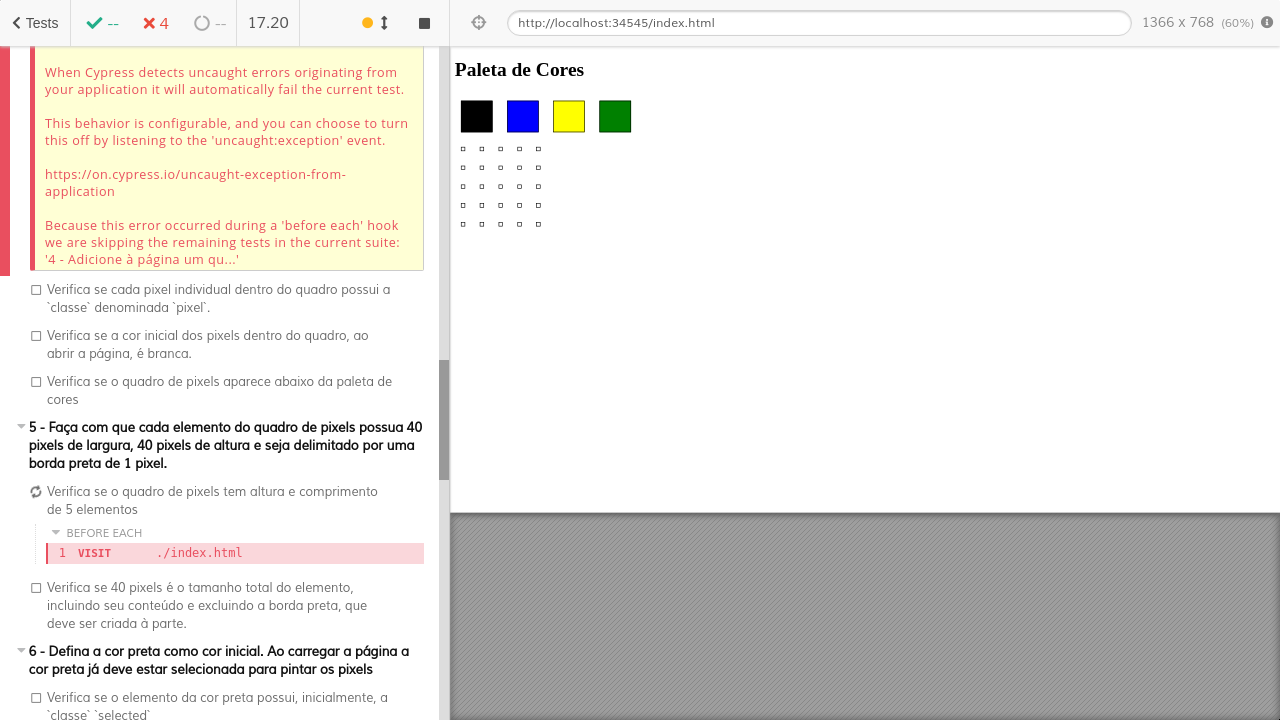 Tests
--
4
--
17.20
http://localhost:34545/index.html
1366 x 768 (60%)
When Cypress detects uncaught errors originating from
your application it will automatically fail the current test.
This behavior is configurable, and you can choose to turn
this off by listening to the 'uncaught:exception' event.
https://on.cypress.io/uncaught-exception-from-
application
Because this error occurred during a 'before each' hook
we are skipping the remaining tests in the current suite:
'4 - Adicione à página um qu...'
Verifica se cada pixel individual dentro do quadro possui a
`classe` denominada `pixel`.
Verifica se a cor inicial dos pixels dentro do quadro, ao
abrir a página, é branca.
Verifica se o quadro de pixels aparece abaixo da paleta de
cores
5 - Faça com que cada elemento do quadro de pixels possua 40
pixels de largura, 40 pixels de altura e seja delimitado por uma
borda preta de 1 pixel.
Verifica se o quadro de pixels tem altura e comprimento
de 5 elementos
BEFORE EACH
1 VISIT ./index.html
Verifica se 40 pixels é o tamanho total do elemento,
incluindo seu conteúdo e excluindo a borda preta, que
deve ser criada à parte.
6 - Defina a cor preta como cor inicial. Ao carregar a página a
cor preta já deve estar selecionada para pintar os pixels
Verifica se o elemento da cor preta possui, inicialmente, a
`classe` `selected`
Paleta de Cores